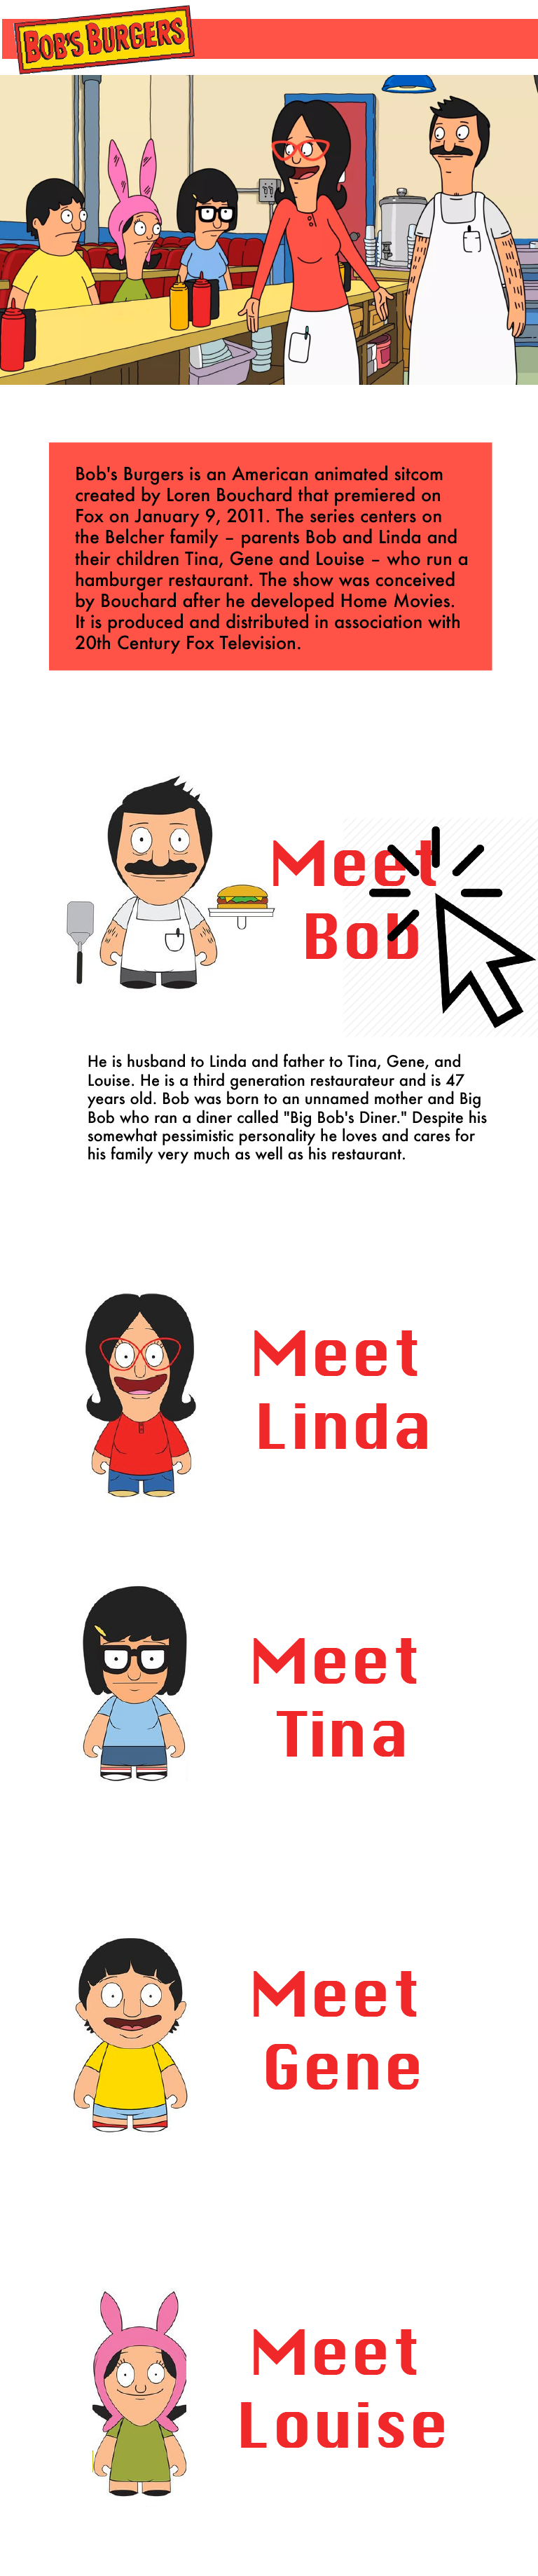 BOB'S BURGERS
Bob's Burgers is an American animated sitcom
created by Loren Bouchard that premiered on
Fox on January 9, 2011. The series centers on
the Belcher family – parents Bob and Linda and
their children Tina, Gene and Louise – who run a
hamburger restaurant. The show was conceived
by Bouchard after he developed Home Movies.
It is produced and distributed in association with
20th Century Fox Television.
Meet
Bob
He is husband to Linda and father to Tina, Gene, and
Louise. He is a third generation restaurateur and is 47
years old. Bob was born to an unnamed mother and Big
Bob who ran a diner called "Big Bob's Diner." Despite his
somewhat pessimistic personality he loves and cares for
his family very much as well as his restaurant.
Meet
Linda
Meet
Tina
Meet
Gene
Meet
Louise